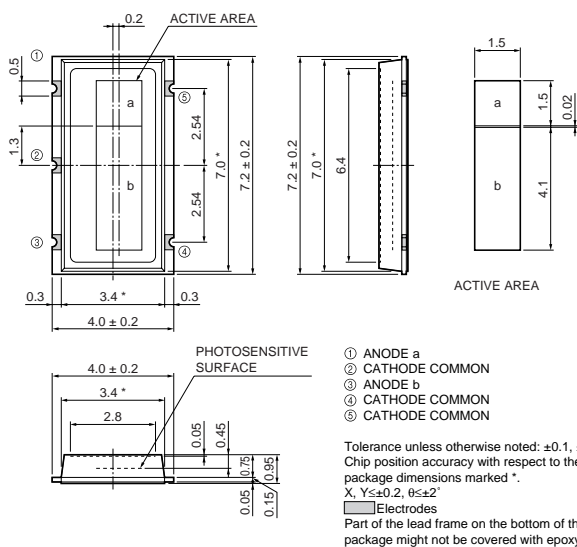 0.2
ACTIVE AREA
①
0.5
a
⑤
1.3
2.54
②
7.0 *
7.2 ± 0.2
b
2.54
③
④
0.3
3.4 *
0.3
4.0 ± 0.2
7.2 ± 0.2
7.0 *
6.4
1.5
a
1.5
0.02
b
4.1
ACTIVE AREA
PHOTOSENSITIVE
SURFACE
4.0 ± 0.2
3.4 *
2.8
0.05
0.45
0.75
0.95
0.05
0.15
① ANODE a
② CATHODE COMMON
③ ANODE b
④ CATHODE COMMON
⑤ CATHODE COMMON
Tolerance unless otherwise noted: ±0.1,
Chip position accuracy with respect to the
package dimensions marked *.
X, Y≤±0.2, θ≤±2°
Electrodes
Part of the lead frame on the bottom of th
package might not be covered with epoxy